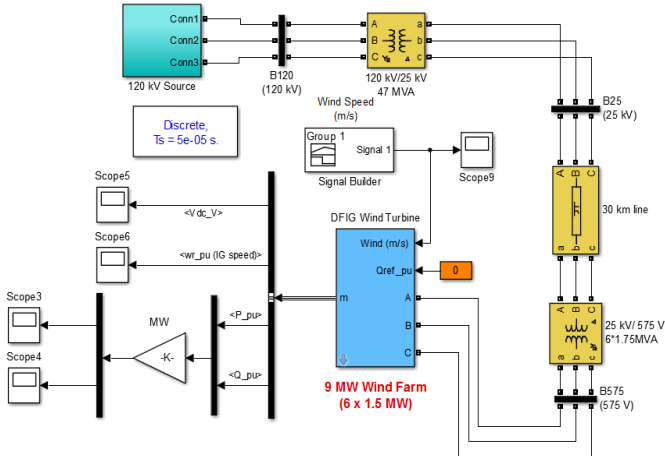 Conn1
Conn2
Conn3
120 kV Source
B120
(120 kV)
A
B
C
a
b
c
120 kV/25 kV
47 MVA
Discrete,
Ts = 5e-05 s.
Wind Speed
(m/s)
Group 1
Signal 1
Signal Builder
Scope9
B25
(25 kV)
A
B
C
a
b
c
30 km line
Scope5
<Vdc_V>
Scope6
<wr_pu (IG speed)>
Scope3
Scope4
MW
-K-
<P_pu>
<Q_pu>
DFIG Wind Turbine
Wind (m/s)
Qref_pu
m
A
B
C
0
9 MW Wind Farm
(6 x 1.5 MW)
A
B
C
a
b
c
25 kV/ 575 V
6*1.75MVA
B575
(575 V)